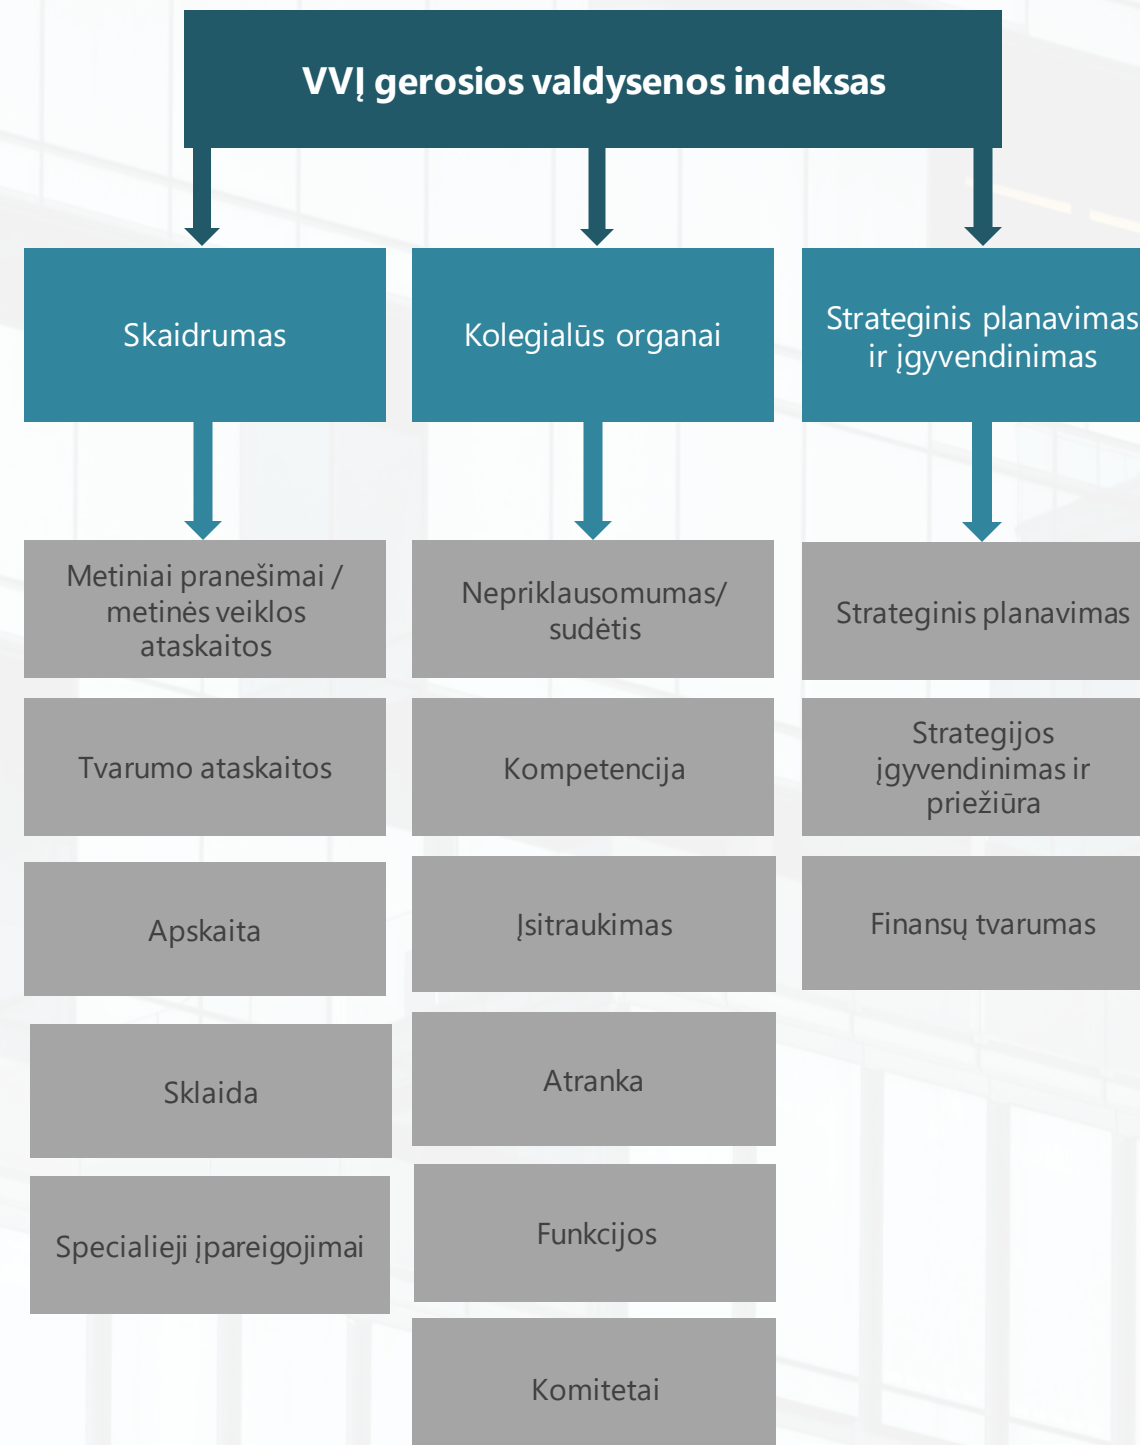 VVĮ gerosios valdysenos indeksas
Skaidrumas
Kolegialūs organai
Strateginis planavimas
ir įgyvendinimas
Metiniai pranešimai /
metinės veiklos
ataskaitos
Nepriklausomumas/
sudėtis
Strateginis planavimas
Tvarumo ataskaitos
Kompetencija
Strategijos
įgyvendinimas ir
priežiūra
Apskaita
Įsitraukimas
Finansų tvarumas
Sklaida
Atranka
Specialieji įpareigojimai
Funkcijos
Komitetai